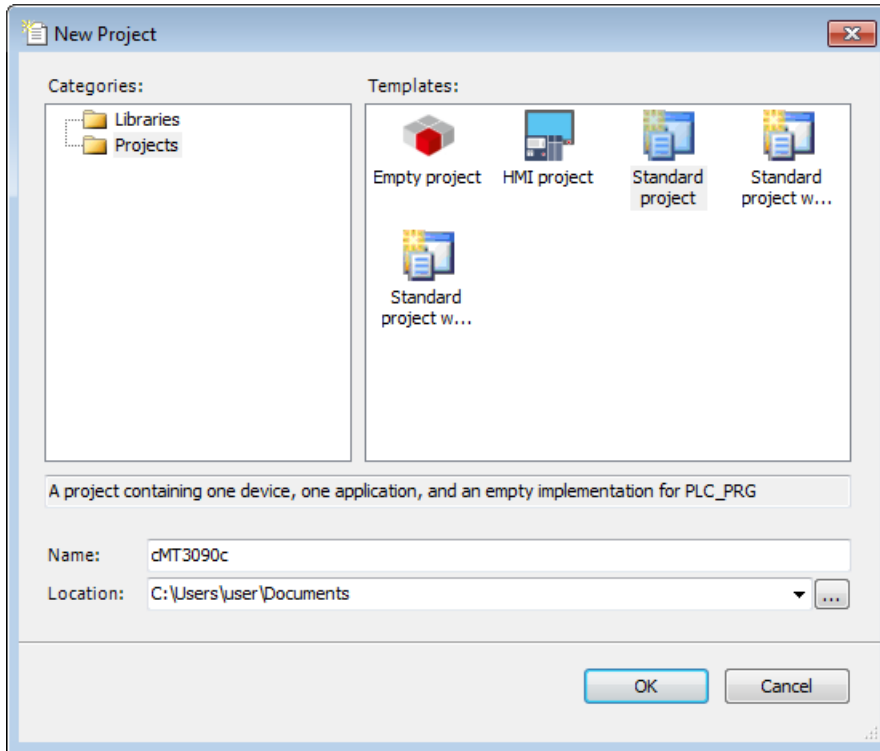 New Project
Categories:
Templates:
Libraries
Projects
Empty project
HMI project
Standard
project
Standard
project w...
Standard
project w...
A project containing one device, one application, and an empty implementation for PLC_PRG
Name: cMT3090c
Location: C:\Users\user\Documents ...
OK Cancel